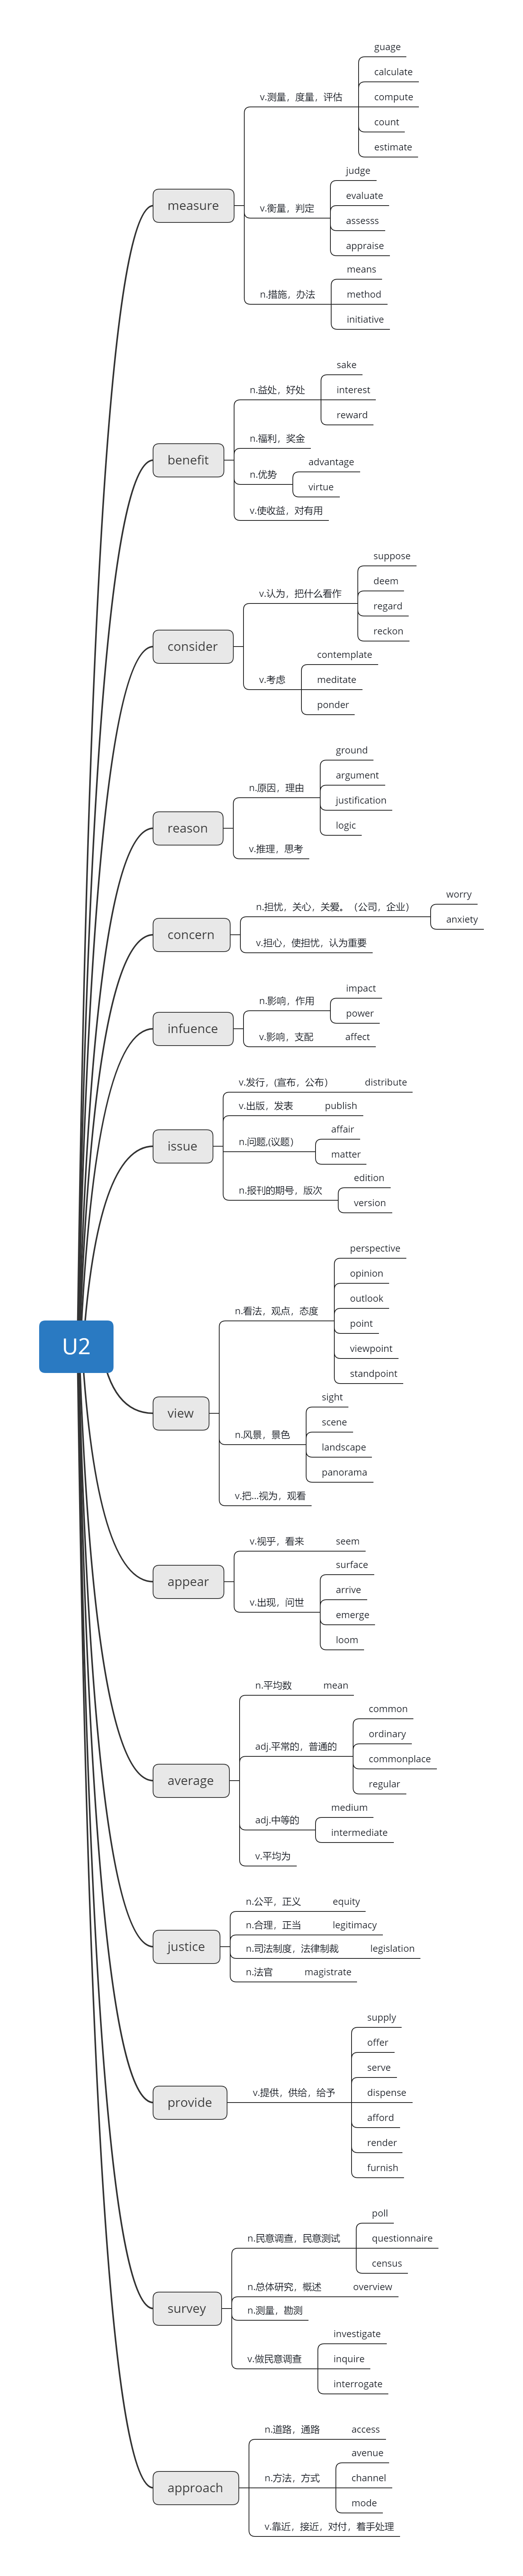 U2
measure
v.测量，度量，评估
guage
calculate
compute
count
estimate
v.衡量，判定
judge
evaluate
assesss
appraise
n.措施，办法
means
method
initiative
benefit
n.益处，好处
sake
interest
reward
n.福利，奖金
n.优势
advantage
virtue
v.使收益，对有用
consider
v.认为，把什么看作
suppose
deem
regard
reckon
v.考虑
contemplate
meditate
ponder
reason
n.原因，理由
ground
argument
justification
logic
v.推理，思考
concern
n.担忧，关心，关爱。（公司，企业）
worry
anxiety
v.担心，使担忧，认为重要
infuence
n.影响，作用
impact
power
v.影响，支配
affect
issue
v.发行，(宣布，公布）
distribute
v.出版，发表
publish
n.问题,(议题）
affair
matter
n.报刊的期号，版次
edition
version
view
n.看法，观点，态度
perspective
opinion
outlook
point
viewpoint
standpoint
n.风景，景色
sight
scene
landscape
panorama
v.把...视为，观看
appear
v.视乎，看来
seem
v.出现，问世
surface
arrive
emerge
loom
average
n.平均数
mean
adj.平常的，普通的
common
ordinary
commonplace
regular
adj.中等的
medium
intermediate
v.平均为
justice
n.公平，正义
equity
n.合理，正当
legitimacy
n.司法制度，法律制裁
legislation
n.法官
magistrate
provide
v.提供，供给，给予
supply
offer
serve
dispense
afford
render
furnish
survey
n.民意调查，民意测试
poll
questionnaire
census
n.总体研究，概述
overview
n.测量，勘测
v.做民意调查
investigate
inquire
interrogate
approach
n.道路，通路
access
n.方法，方式
avenue
channel
mode
v.靠近，接近，对付，着手处理